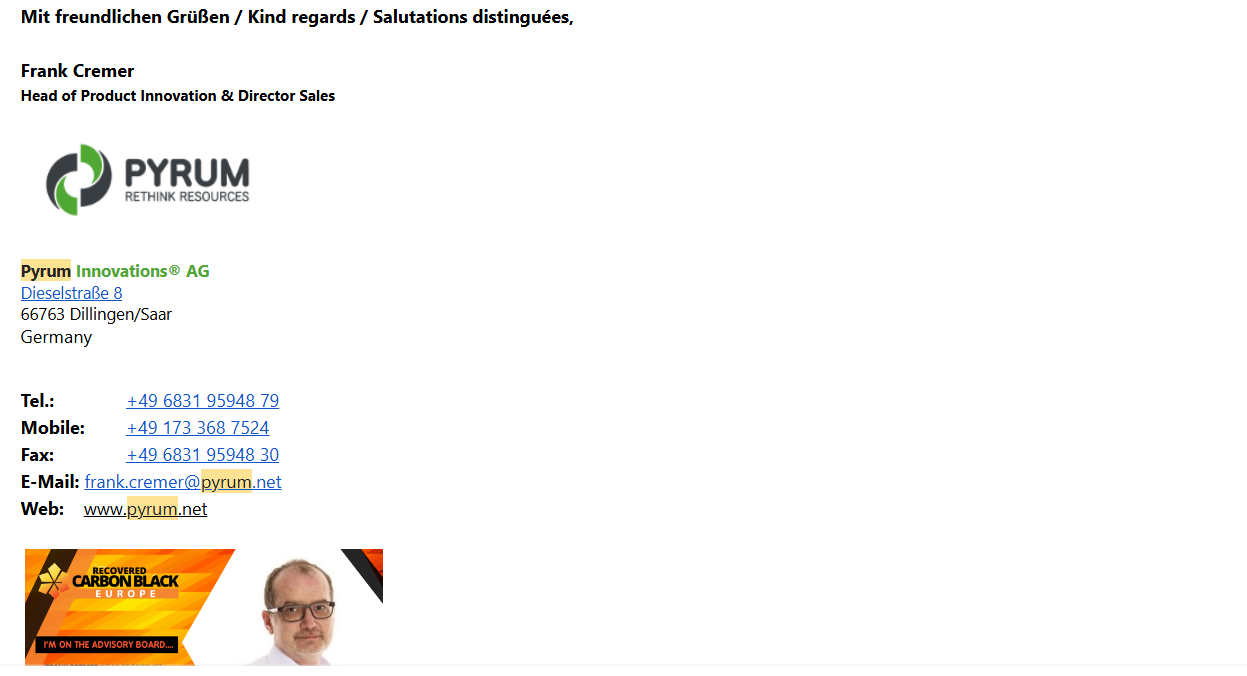 Mit freundlichen Grüßen / Kind regards / Salutations distinguées,
Frank Cremer
Head of Product Innovation & Director Sales
PYRUM
RETHINK RESOURCES
Pyrum Innovations® AG
Dieselstraße 8
66763 Dillingen/Saar
Germany
Tel.: +49 6831 95948 79
Mobile: +49 173 368 7524
Fax: +49 6831 95948 30
E-Mail: frank.cremer@pyrum.net
Web: www.pyrum.net
RECOVERED
CARBON BLACK
EUROPE
I'M ON THE ADVISORY BOARD....